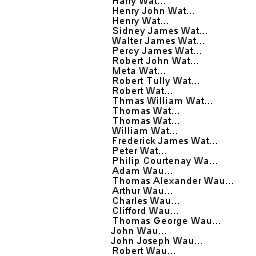 Harry Wat...
Henry John Wat...
Henry Wat...
Sidney James Wat...
Walter James Wat...
Percy James Wat...
Robert John Wat...
Meta Wat...
Robert Tully Wat...
Robert Wat...
Thmas William Wat...
Thomas Wat...
Thomas Wat...
William Wat...
Frederick James Wat...
Peter Wat...
Philip Courtenay Wa...
Adam Wau...
Thomas Alexander Wau...
Arthur Wau...
Charles Wau...
Clifford Wau...
Thomas George Wau...
John Wau...
John Joseph Wau...
Robert Wau...